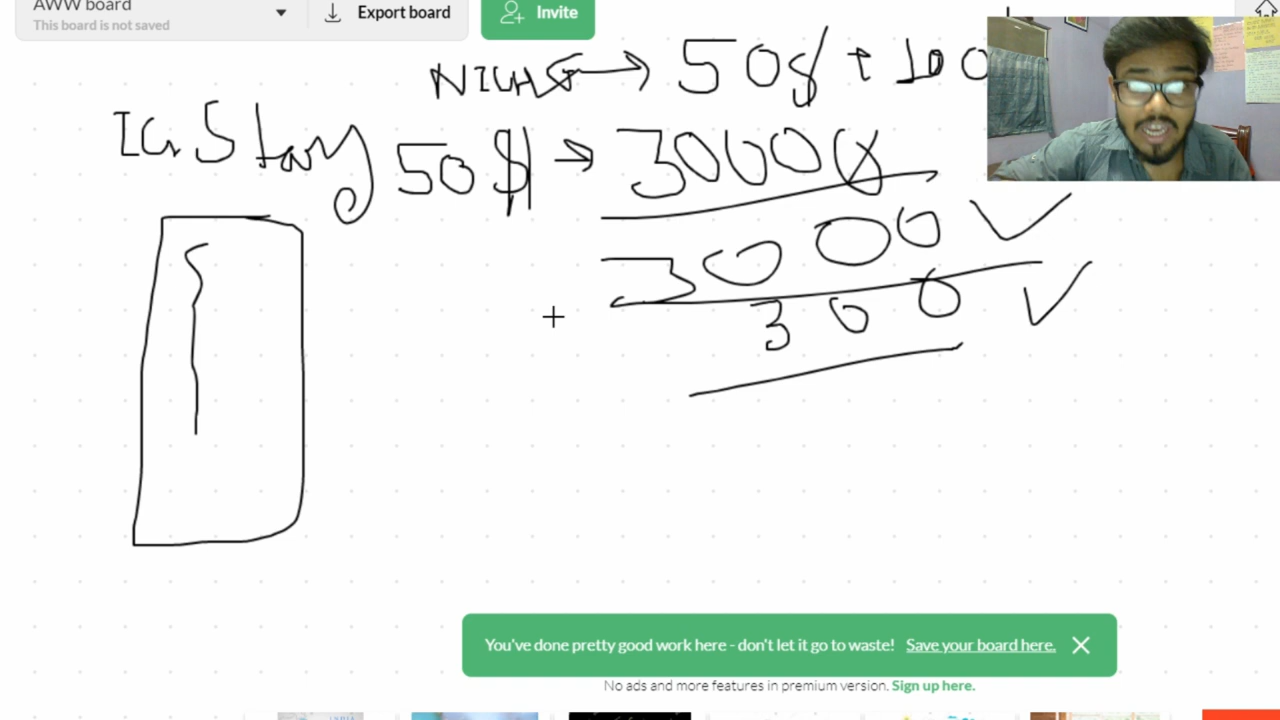 AWW board
This board is not saved
Export board
Invite
50$ + 100
IG Story 50$ → 30000
3000 ✓
+ 300 ✓
You've done pretty good work here - don't let it go to waste! Save your board here.
No ads and more features in premium version. Sign up here.